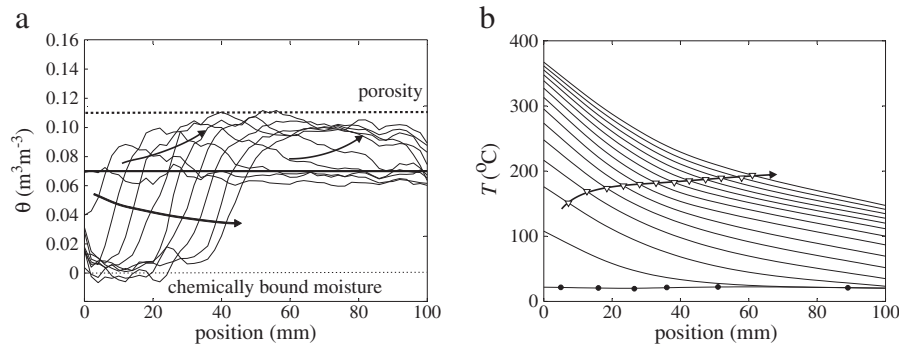 a
0.16
0.14
0.12
0.10
0.08
0.06
0.04
0.02
0
θ (m³m⁻³)
porosity
chemically bound moisture
0 20 40 60 80 100
position (mm)
b
400
300
200
100
0
T (°C)
0 20 40 60 80 100
position (mm)